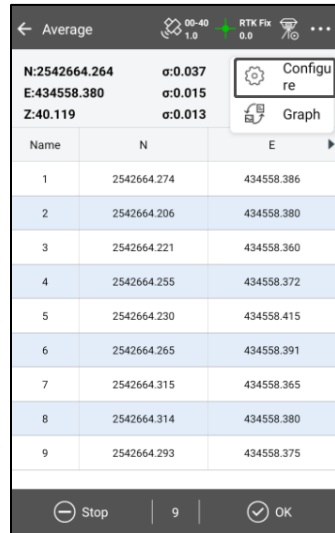 ← Average 00-40 1.0 RTK Fix 0.0
N:2542664.264 σ:0.037
E:434558.380 σ:0.015
Z:40.119 σ:0.013
Configu
re
Graph
Name N E
1 2542664.274 434558.386
2 2542664.206 434558.380
3 2542664.221 434558.360
4 2542664.255 434558.372
5 2542664.230 434558.415
6 2542664.265 434558.391
7 2542664.315 434558.365
8 2542664.314 434558.380
9 2542664.293 434558.375
Stop 9 OK